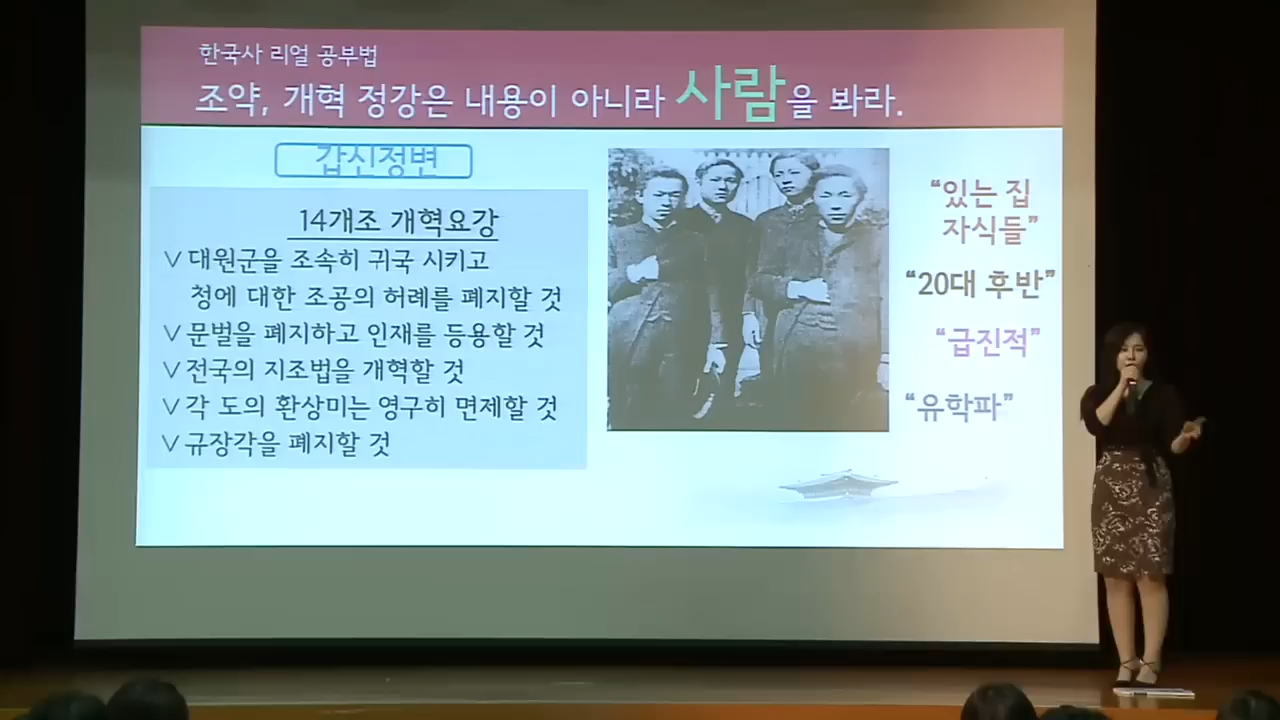 한국사 리얼 공부법
조약, 개혁 정강은 내용이 아니라 사람을 봐라.
갑신정변
14개조 개혁요강
∨ 대원군을 조속히 귀국 시키고
청에 대한 조공의 허례를 폐지할 것
∨ 문벌을 폐지하고 인재를 등용할 것
∨ 전국의 지조법을 개혁할 것
∨ 각 도의 환상미는 영구히 면제할 것
∨ 규장각을 폐지할 것
“있는 집
자식들”
“20대 후반”
“급진적”
“유학파”